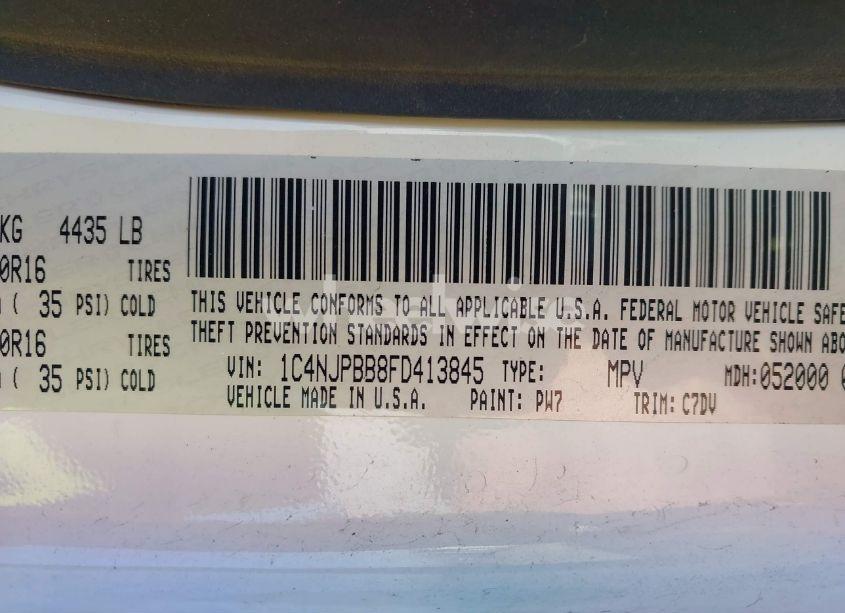 KG 4435 LB
0R16 TIRES
( 35 PSI) COLD
0R16 TIRES
( 35 PSI) COLD
THIS VEHICLE CONFORMS TO ALL APPLICABLE U.S.A. FEDERAL MOTOR VEHICLE SAFE
THEFT PREVENTION STANDARDS IN EFFECT ON THE DATE OF MANUFACTURE SHOWN ABO
VIN: 1C4NJPBB8FD413845 TYPE: MPV MDH:052000
VEHICLE MADE IN U.S.A. PAINT: PW7 TRIM: C7DV